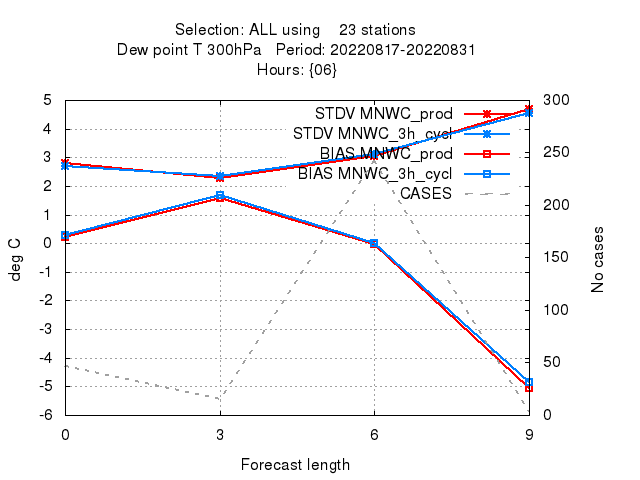 Selection: ALL using    23 stations
Dew point T 300hPa   Period: 20220817-20220831
Hours: {06}
STDV MNWC_prod
STDV MNWC_3h_cycl
BIAS MNWC_prod
BIAS MNWC_3h_cycl
CASES
5
4
3
2
1
0
-1
-2
-3
-4
-5
-6
deg C
300
250
200
150
100
50
0
No cases
0 3 6 9
Forecast length